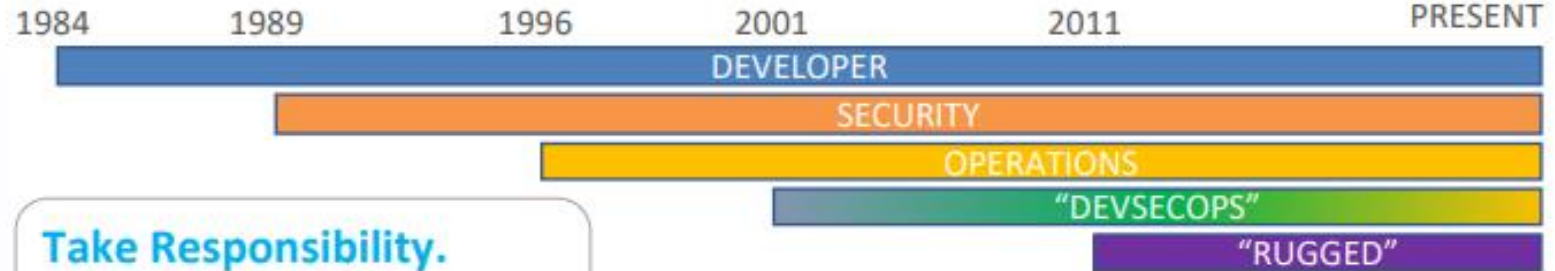 1984 1989 1996 2001 2011 PRESENT
DEVELOPER
SECURITY
OPERATIONS
“DEVSECOPS”
“RUGGED”
Take Responsibility.